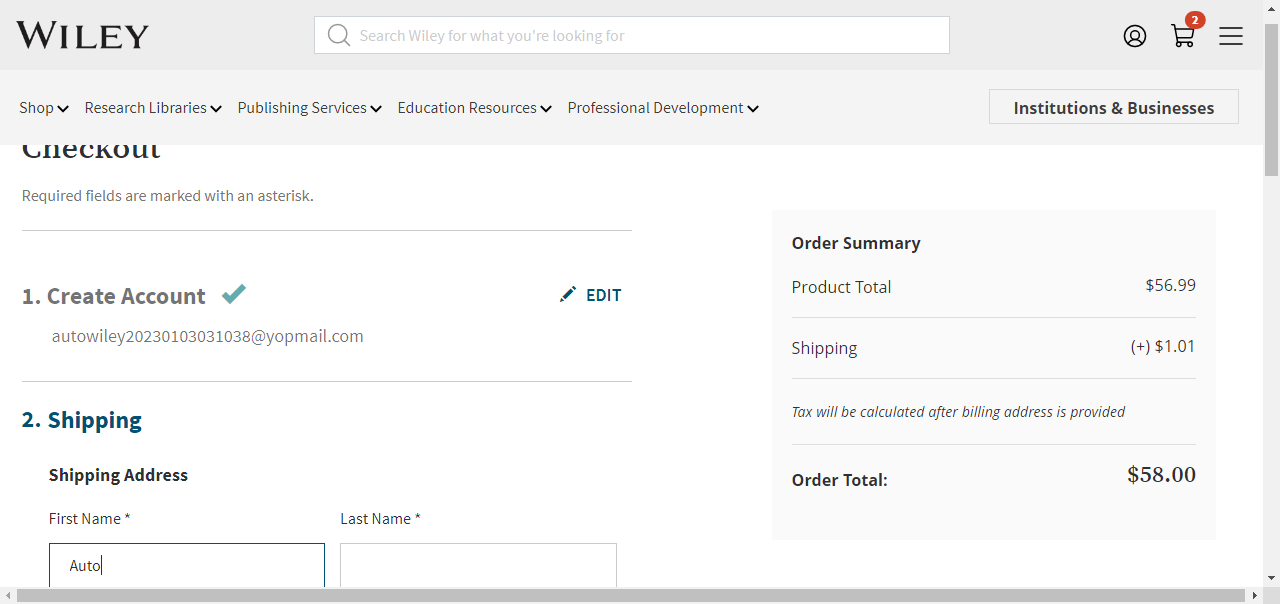 WILEY
Search Wiley for what you're looking for
2
Shop Research Libraries Publishing Services Education Resources Professional Development
Institutions & Businesses
Checkout
Required fields are marked with an asterisk.
1. Create Account
EDIT
autowiley20230103031038@yopmail.com
2. Shipping
Shipping Address
First Name * Last Name *
Auto
Order Summary
Product Total $56.99
Shipping (+) $1.01
Tax will be calculated after billing address is provided
Order Total: $58.00